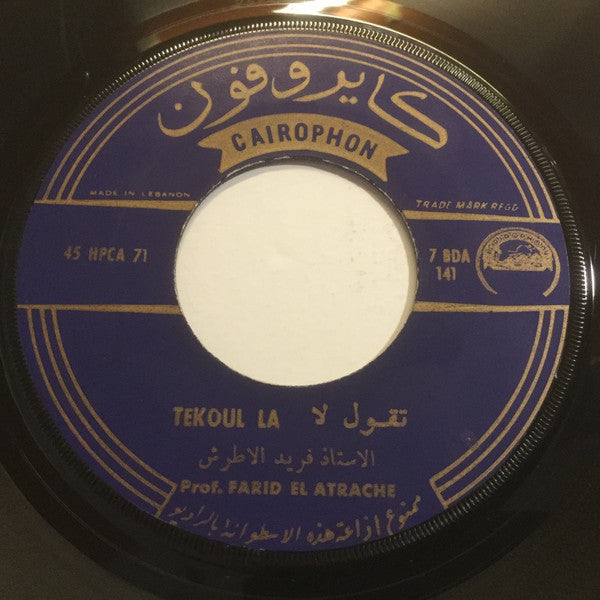 كايروفون
CAIROPHON
MADE IN LEBANON
TRADE MARK REGD
45 HPCA 71
7 BDA
141
TEKOUL LA تقول لا
الاستاذ فريد الاطرش
Prof. FARID EL ATRACHE
ممنوع اذاعة هذه الاسطوانة بالراديو